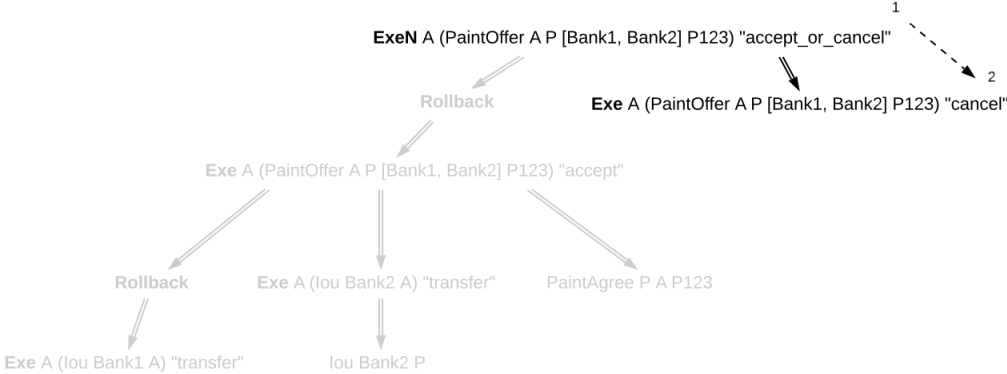 1
ExeN A (PaintOffer A P [Bank1, Bank2] P123) "accept_or_cancel"
2
Rollback
Exe A (PaintOffer A P [Bank1, Bank2] P123) "cancel"
Exe A (PaintOffer A P [Bank1, Bank2] P123) "accept"
Rollback
Exe A (Iou Bank2 A) "transfer"
PaintAgree P A P123
Exe A (Iou Bank1 A) "transfer"
Iou Bank2 P